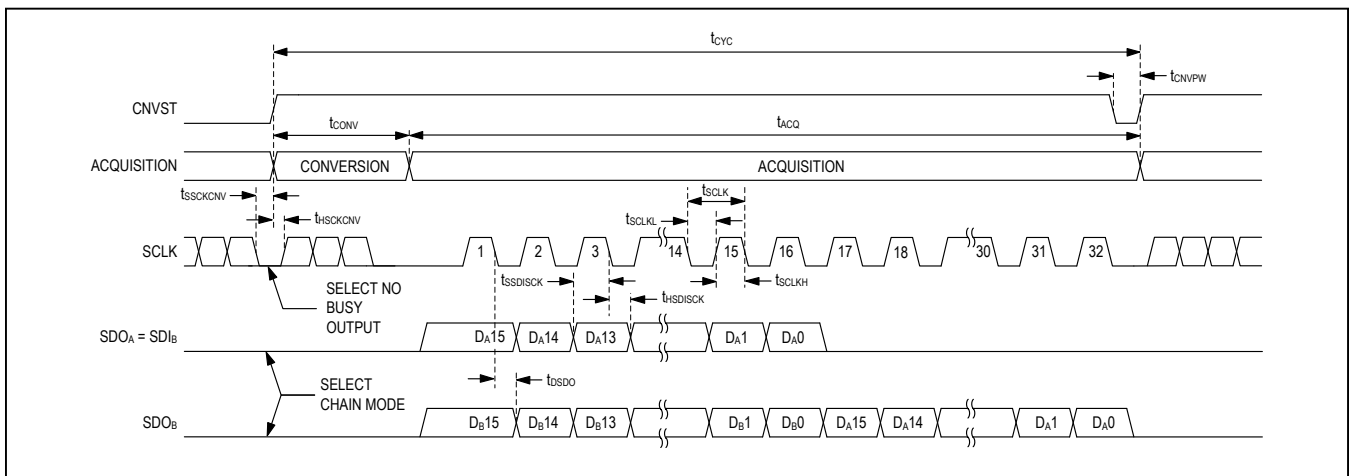 tCYC
tCNVPW
CNVST
tCONV
tACQ
ACQUISITION
CONVERSION
ACQUISITION
tSSCKCNV
tHSCKCNV
tSCLK
tSCLKL
SCLK
1 2 3 14 15 16 17 18 30 31 32
tSSDISCK
tHSDISCK
tSCLKH
SELECT NO
BUSY
OUTPUT
SDOA = SDIB
DA15 DA14 DA13 DA1 DA0
SELECT
CHAIN MODE
tDSDO
SDOB
DB15 DB14 DB13 DB1 DB0 DA15 DA14 DA1 DA0